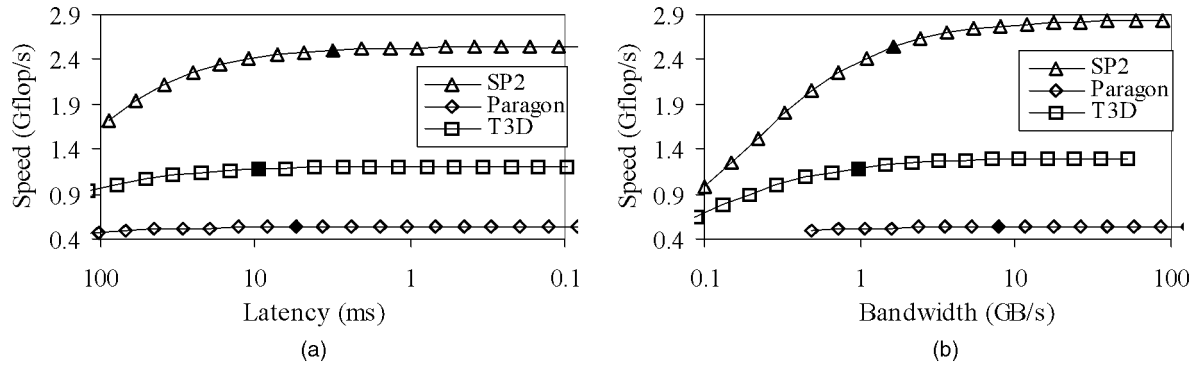 Speed (Gflop/s)
2.9
2.4
1.9
1.4
0.9
0.4
SP2
Paragon
T3D
100
10
1
0.1
Latency (ms)
(a)
Speed (Gflop/s)
2.9
2.4
1.9
1.4
0.9
0.4
SP2
Paragon
T3D
0.1
1
10
100
Bandwidth (GB/s)
(b)